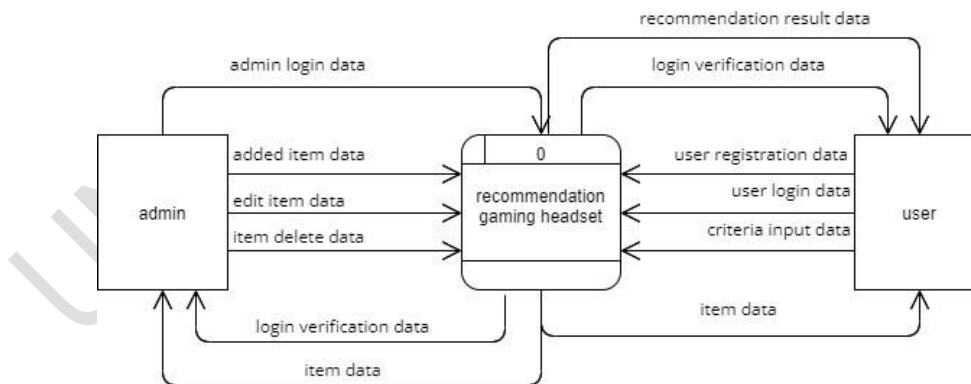 recommendation result data
admin login data
login verification data
0
added item data
user registration data
recommendation
gaming headset
user login data
admin
edit item data
user
item delete data
criteria input data
login verification data
item data
item data